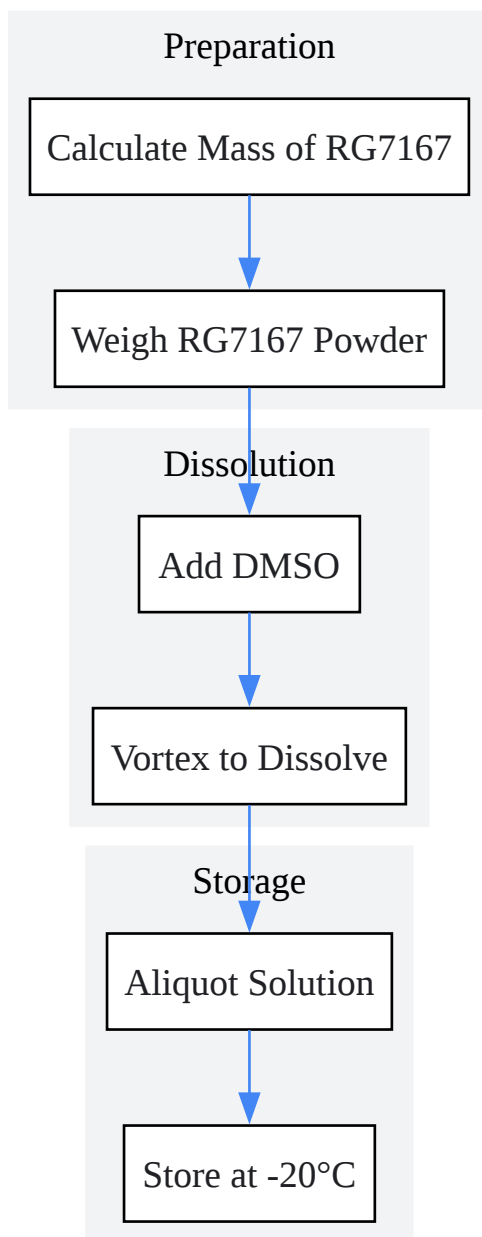 Preparation
Calculate Mass of RG7167
Weigh RG7167 Powder
Dissolution
Add DMSO
Vortex to Dissolve
Storage
Aliquot Solution
Store at -20°C